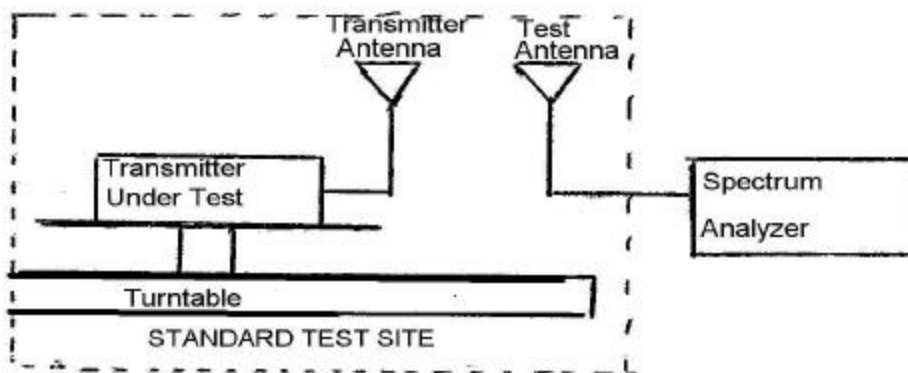 Transmitter
Antenna
Test
Antenna
Transmitter
Under Test
Spectrum
Analyzer
Turntable
STANDARD TEST SITE